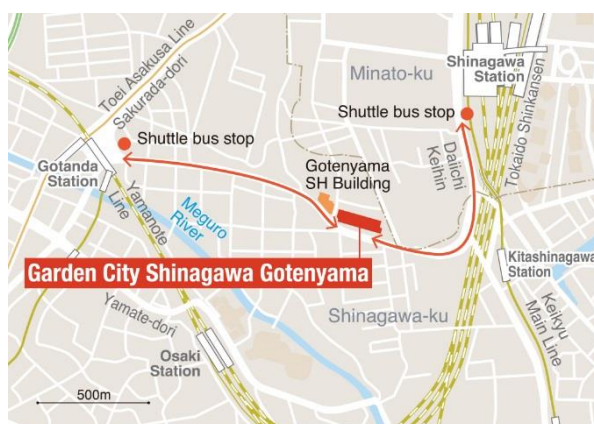 Toei Asakusa Line
Sakurada-dori
Minato-ku
Shinagawa
Station
Shuttle bus stop
Shuttle bus stop
Gotanda
Station
Yamanote
Line
Meguro
River
Gotenyama
SH Building
Daiichi
Keihin
Tokaido Shinkansen
Garden City Shinagawa Gotenyama
Kitashinagawa
Station
Shinagawa-ku
Keikyu
Main Line
Yamate-dori
Osaki
Station
500m